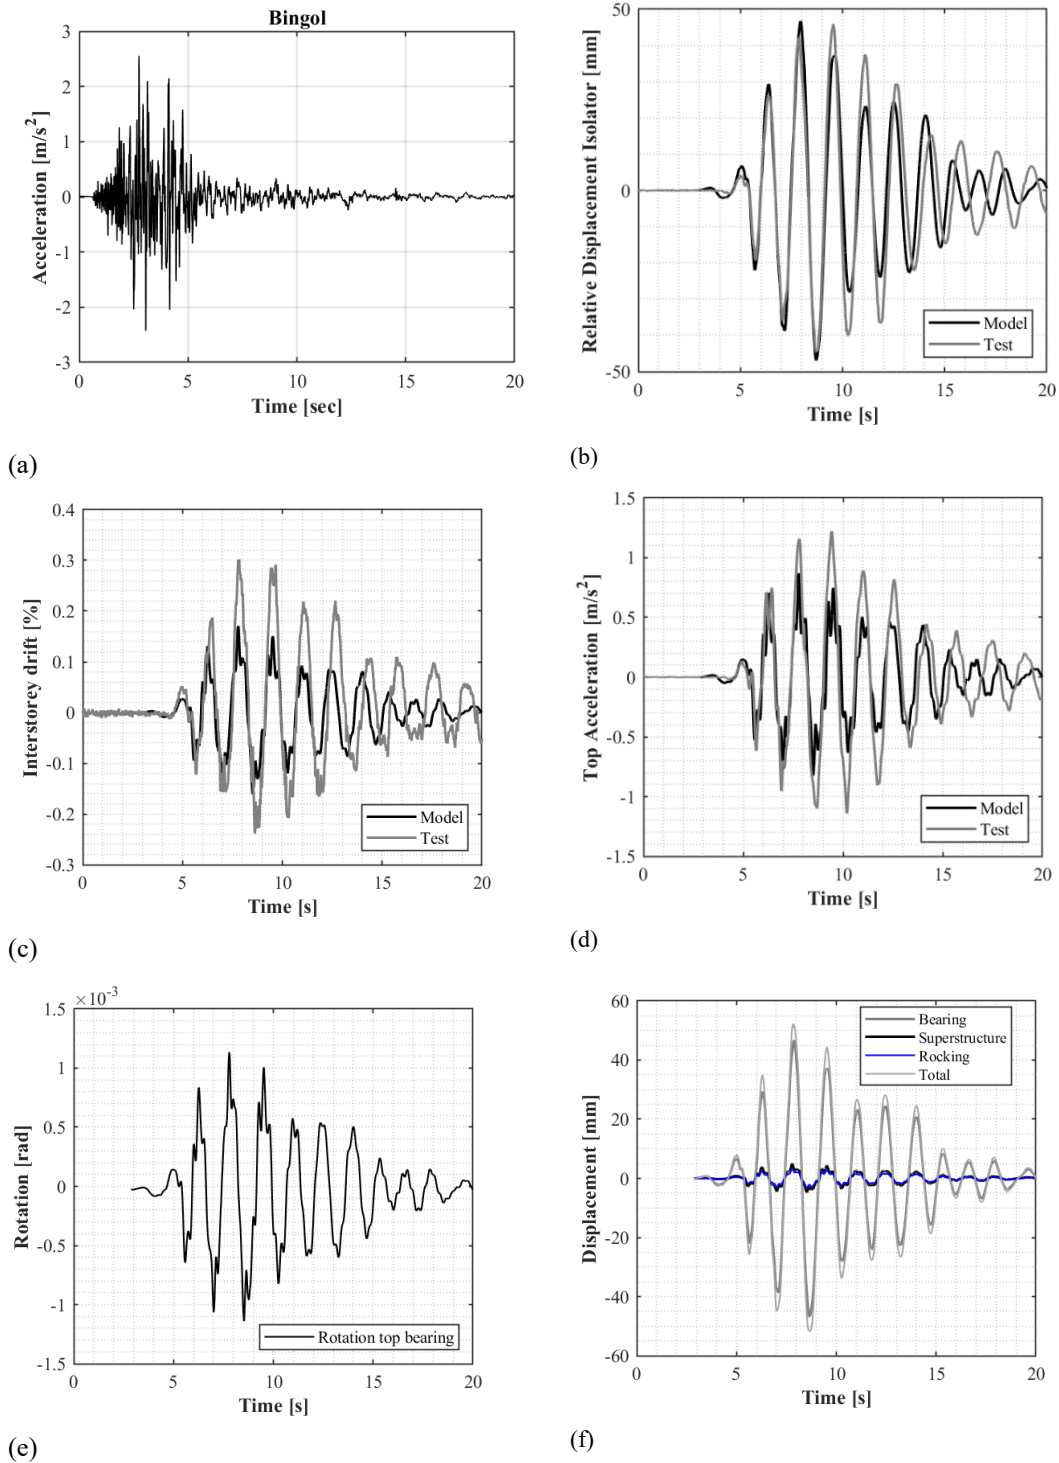 Bingol
Acceleration [m/s²]
3
2
1
0
-1
-2
-3
0 5 10 15 20
Time [sec]
(a)
Relative Displacement Isolator [mm]
50
0
-50
Model
Test
0 5 10 15 20
Time [s]
(b)
Interstorey drift [%]
0.4
0.3
0.2
0.1
0
-0.1
-0.2
-0.3
Model
Test
0 5 10 15 20
Time [s]
(c)
Top Acceleration [m/s²]
1.5
1
0.5
0
-0.5
-1
-1.5
Model
Test
0 5 10 15 20
Time [s]
(d)
×10⁻³
Rotation [rad]
1.5
1
0.5
0
-0.5
-1
-1.5
Rotation top bearing
0 5 10 15 20
Time [s]
(e)
Displacement [mm]
60
40
20
0
-20
-40
-60
Bearing
Superstructure
Rocking
Total
0 5 10 15 20
Time [s]
(f)